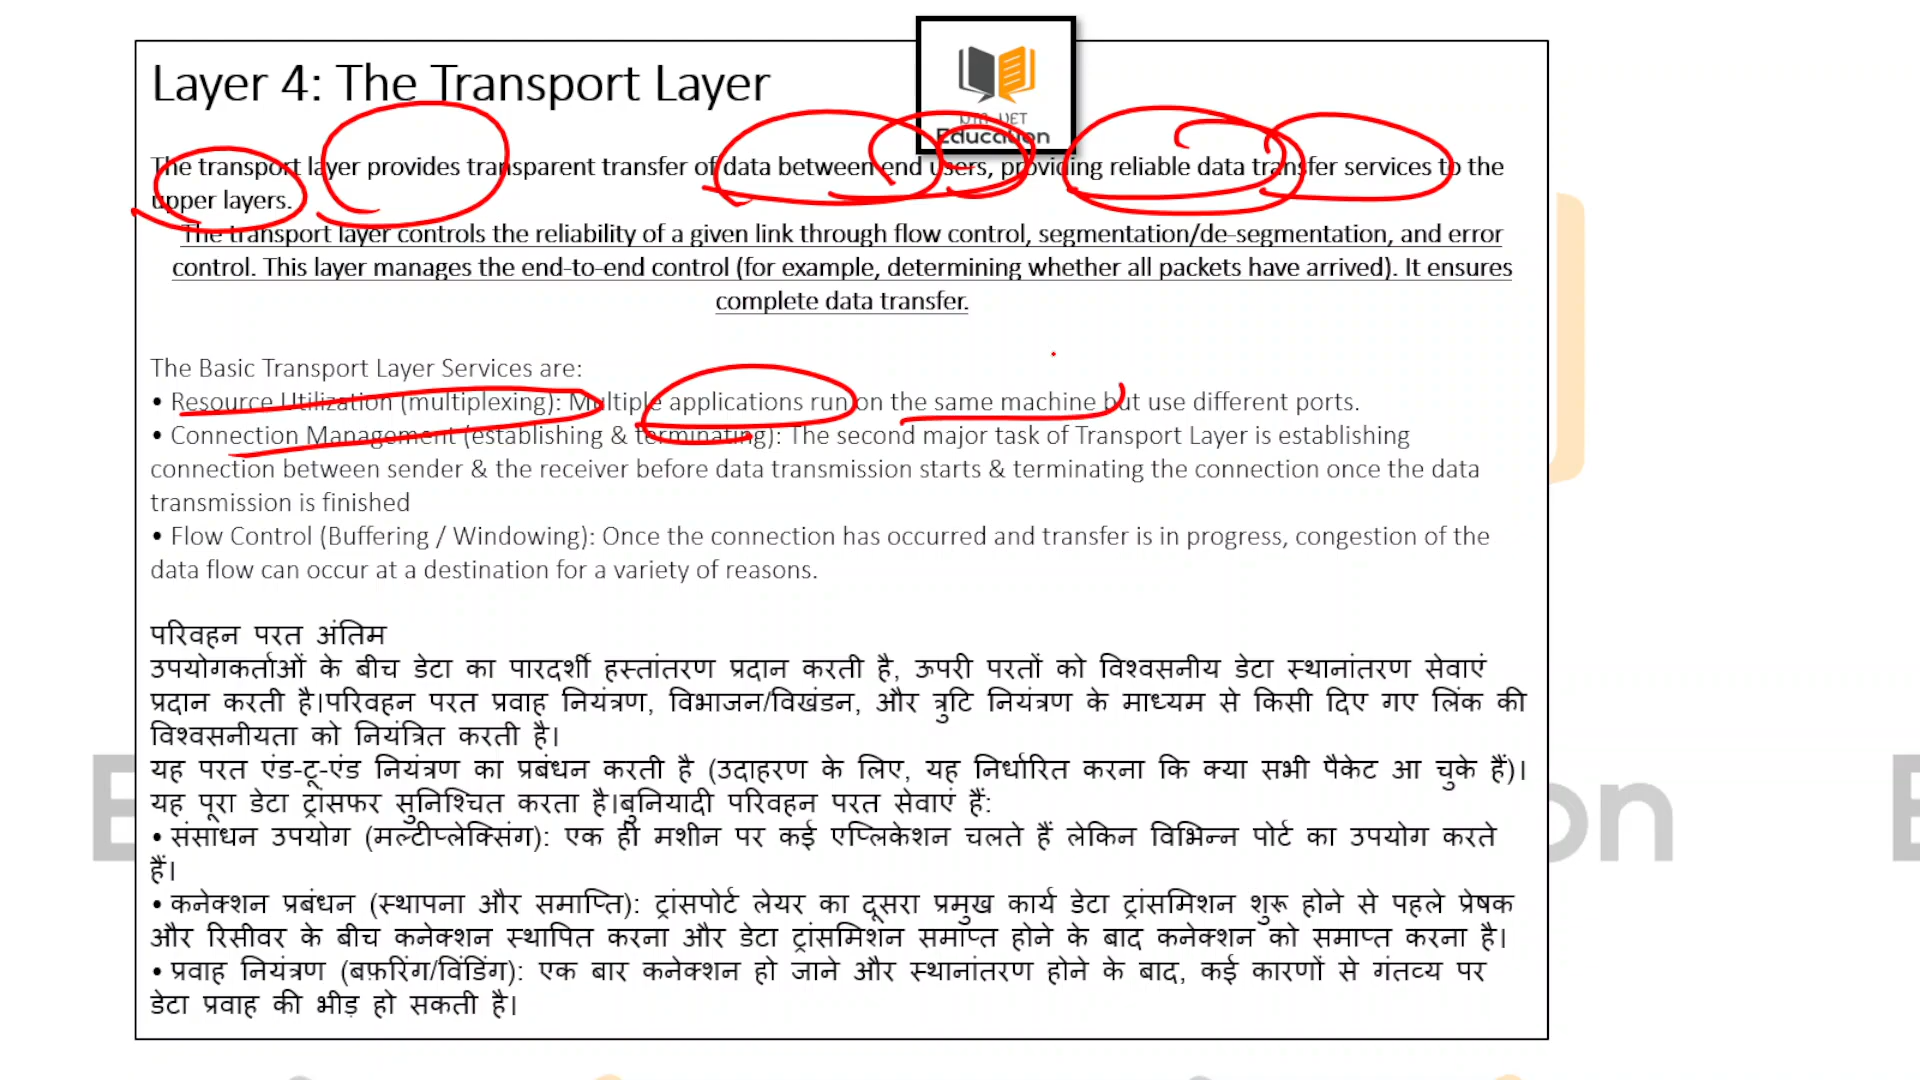 Layer 4: The Transport Layer
Education
The transport layer provides transparent transfer of data between end users, providing reliable data transfer services to the
upper layers.
The transport layer controls the reliability of a given link through flow control, segmentation/de-segmentation, and error
control. This layer manages the end-to-end control (for example, determining whether all packets have arrived). It ensures
complete data transfer.
The Basic Transport Layer Services are:
• Resource Utilization (multiplexing): Multiple applications run on the same machine but use different ports.
• Connection Management (establishing & terminating): The second major task of Transport Layer is establishing
connection between sender & the receiver before data transmission starts & terminating the connection once the data
transmission is finished
• Flow Control (Buffering / Windowing): Once the connection has occurred and transfer is in progress, congestion of the
data flow can occur at a destination for a variety of reasons.
परिवहन परत अंतिम
उपयोगकर्ताओं के बीच डेटा का पारदर्शी हस्तांतरण प्रदान करती है, ऊपरी परतों को विश्वसनीय डेटा स्थानांतरण सेवाएं
प्रदान करती है।परिवहन परत प्रवाह नियंत्रण, विभाजन/विखंडन, और त्रुटि नियंत्रण के माध्यम से किसी दिए गए लिंक की
विश्वसनीयता को नियंत्रित करती है।
यह परत एंड-टू-एंड नियंत्रण का प्रबंधन करती है (उदाहरण के लिए, यह निर्धारित करना कि क्या सभी पैकेट आ चुके हैं)।
यह पूरा डेटा ट्रांसफर सुनिश्चित करता है।बुनियादी परिवहन परत सेवाएं हैं:
• संसाधन उपयोग (मल्टीप्लेक्सिंग): एक ही मशीन पर कई एप्लिकेशन चलते हैं लेकिन विभिन्न पोर्ट का उपयोग करते
हैं।
• कनेक्शन प्रबंधन (स्थापना और समाप्ति): ट्रांसपोर्ट लेयर का दूसरा प्रमुख कार्य डेटा ट्रांसमिशन शुरू होने से पहले प्रेषक
और रिसीवर के बीच कनेक्शन स्थापित करना और डेटा ट्रांसमिशन समाप्त होने के बाद कनेक्शन को समाप्त करना है।
• प्रवाह नियंत्रण (बफ़रिंग/विंडिंग): एक बार कनेक्शन हो जाने और स्थानांतरण होने के बाद, कई कारणों से गंतव्य पर
डेटा प्रवाह की भीड़ हो सकती है।